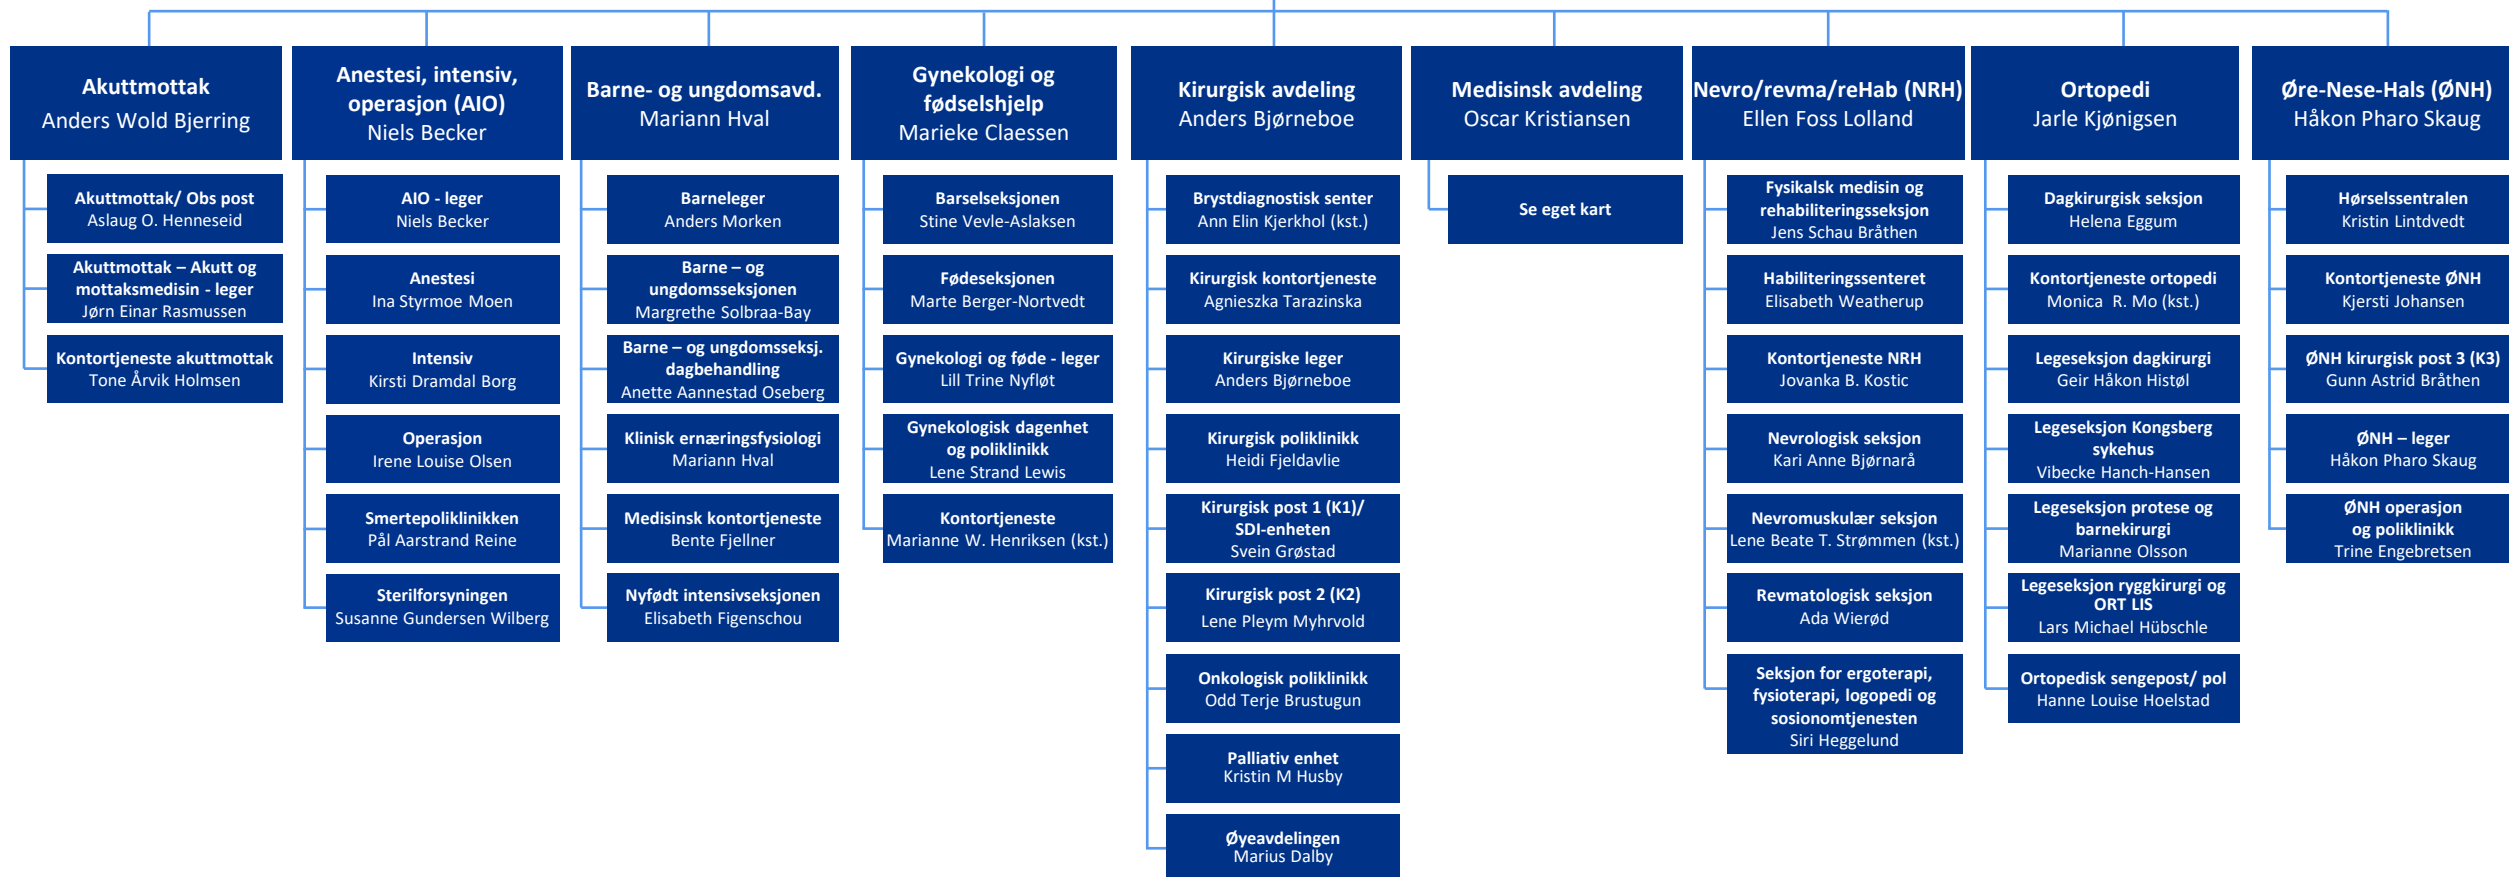 Akuttmottak
Anders Wold Bjerring
Akuttmottak/ Obs post
Aslaug O. Henneseid
Akuttmottak – Akutt og
mottaksmedisin - leger
Jørn Einar Rasmussen
Kontortjeneste akuttmottak
Tone Årvik Holmsen
Anestesi, intensiv,
operasjon (AIO)
Niels Becker
AIO - leger
Niels Becker
Anestesi
Ina Styrmoe Moen
Intensiv
Kirsti Dramdal Borg
Operasjon
Irene Louise Olsen
Smertepoliklinikken
Pål Aarstrand Reine
Sterilforsyningen
Susanne Gundersen Wilberg
Barne- og ungdomsavd.
Mariann Hval
Barneleger
Anders Morken
Barne – og
ungdomsseksjonen
Margrethe Solbraa-Bay
Barne – og ungdomsseksj.
dagbehandling
Anette Aannestad Oseberg
Klinisk ernæringsfysiologi
Mariann Hval
Medisinsk kontortjeneste
Bente Fjellner
Nyfødt intensivseksjonen
Elisabeth Figenschou
Gynekologi og
fødselshjelp
Marieke Claessen
Barselseksjonen
Stine Vevle-Aslaksen
Fødeseksjonen
Marte Berger-Nortvedt
Gynekologi og føde - leger
Lill Trine Nyfløt
Gynekologisk dagenhet
og poliklinikk
Lene Strand Lewis
Kontortjeneste
Marianne W. Henriksen (kst.)
Kirurgisk avdeling
Anders Bjørneboe
Brystdiagnostisk senter
Ann Elin Kjerkhol (kst.)
Kirurgisk kontortjeneste
Agnieszka Tarazinska
Kirurgiske leger
Anders Bjørneboe
Kirurgisk poliklinikk
Heidi Fjeldavlie
Kirurgisk post 1 (K1)/
SDI-enheten
Svein Grøstad
Kirurgisk post 2 (K2)
Lene Pleym Myhrvold
Onkologisk poliklinikk
Odd Terje Brustugun
Palliativ enhet
Kristin M Husby
Øyeavdelingen
Marius Dalby
Medisinsk avdeling
Oscar Kristiansen
Se eget kart
Nevro/revma/reHab (NRH)
Ellen Foss Lolland
Fysikalsk medisin og
rehabiliteringsseksjon
Jens Schau Bråthen
Habiliteringssenteret
Elisabeth Weatherup
Kontortjeneste NRH
Jovanka B. Kostic
Nevrologisk seksjon
Kari Anne Bjørnarå
Nevromuskulær seksjon
Lene Beate T. Strømmen (kst.)
Revmatologisk seksjon
Ada Wierød
Seksjon for ergoterapi,
fysioterapi, logopedi og
sosionomtjenesten
Siri Heggelund
Ortopedi
Jarle Kjønigsen
Dagkirurgisk seksjon
Helena Eggum
Kontortjeneste ortopedi
Monica  R. Mo (kst.)
Legeseksjon dagkirurgi
Geir Håkon Histøl
Legeseksjon Kongsberg
sykehus
Vibecke Hanch-Hansen
Legeseksjon protese og
barnekirurgi
Marianne Olsson
Legeseksjon ryggkirurgi og
ORT LIS
Lars Michael Hübschle
Ortopedisk sengepost/ pol
Hanne Louise Hoelstad
Øre-Nese-Hals (ØNH)
Håkon Pharo Skaug
Hørselssentralen
Kristin Lintdvedt
Kontortjeneste ØNH
Kjersti Johansen
ØNH kirurgisk post 3 (K3)
Gunn Astrid Bråthen
ØNH – leger
Håkon Pharo Skaug
ØNH operasjon
og poliklinikk
Trine Engebretsen